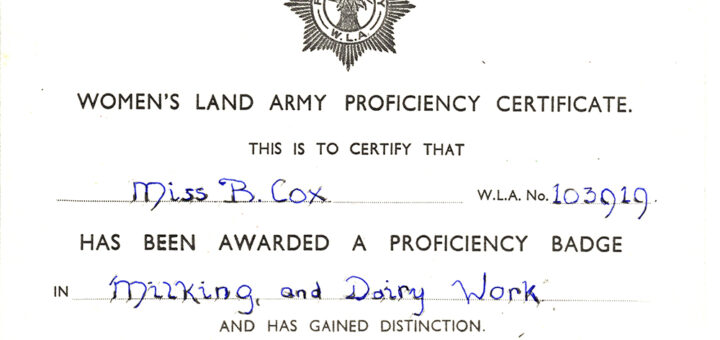 W.L.A.
WOMEN'S LAND ARMY PROFICIENCY CERTIFICATE.
THIS IS TO CERTIFY THAT
Miss B. Cox W.L.A. No. 103919.
HAS BEEN AWARDED A PROFICIENCY BADGE
IN Milking, and Dairy Work
AND HAS GAINED DISTINCTION.